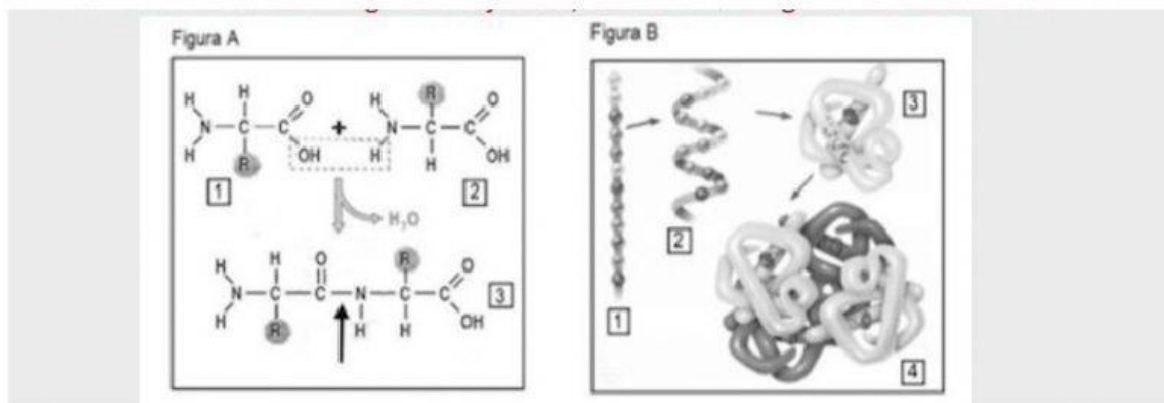 Figura A
H H O R O
N C C + N C C
H R OH H H OH
1 2
H₂O
H H O R O
N C C N C C 3
H R H H OH
Figura B
1
2
3
4